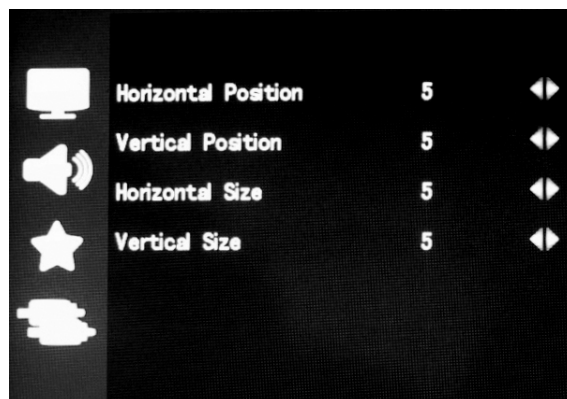 Horizontal Position 5
Vertical Position 5
Horizontal Size 5
Vertical Size 5